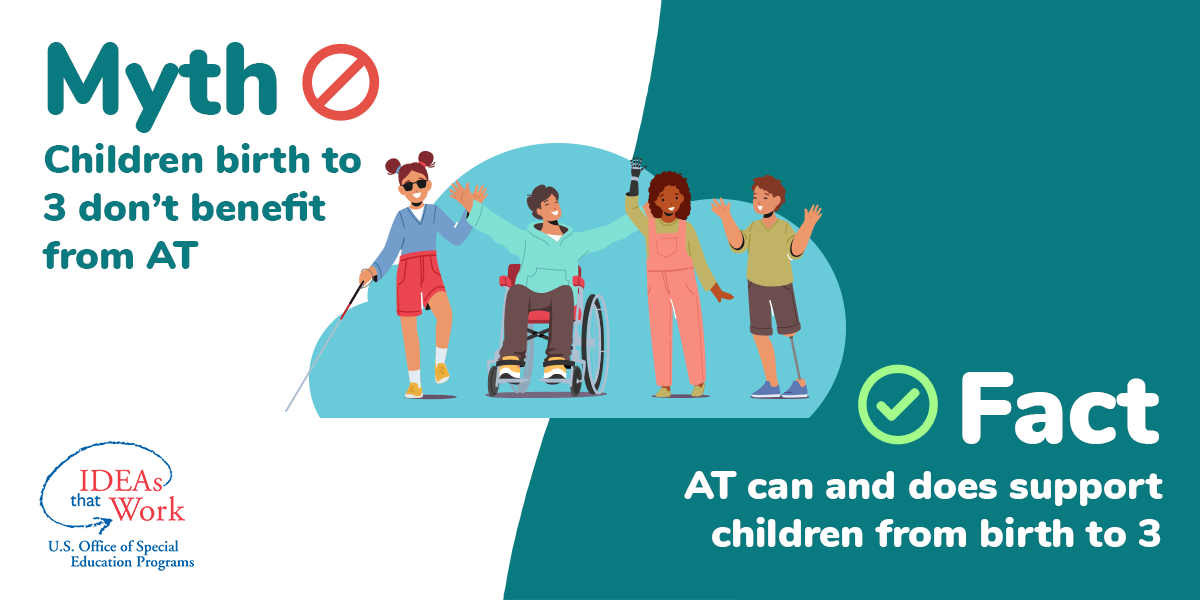 Myth
Children birth to
3 don’t benefit
from AT
Fact
AT can and does support
children from birth to 3
IDEAs
that Work
U.S. Office of Special
Education Programs